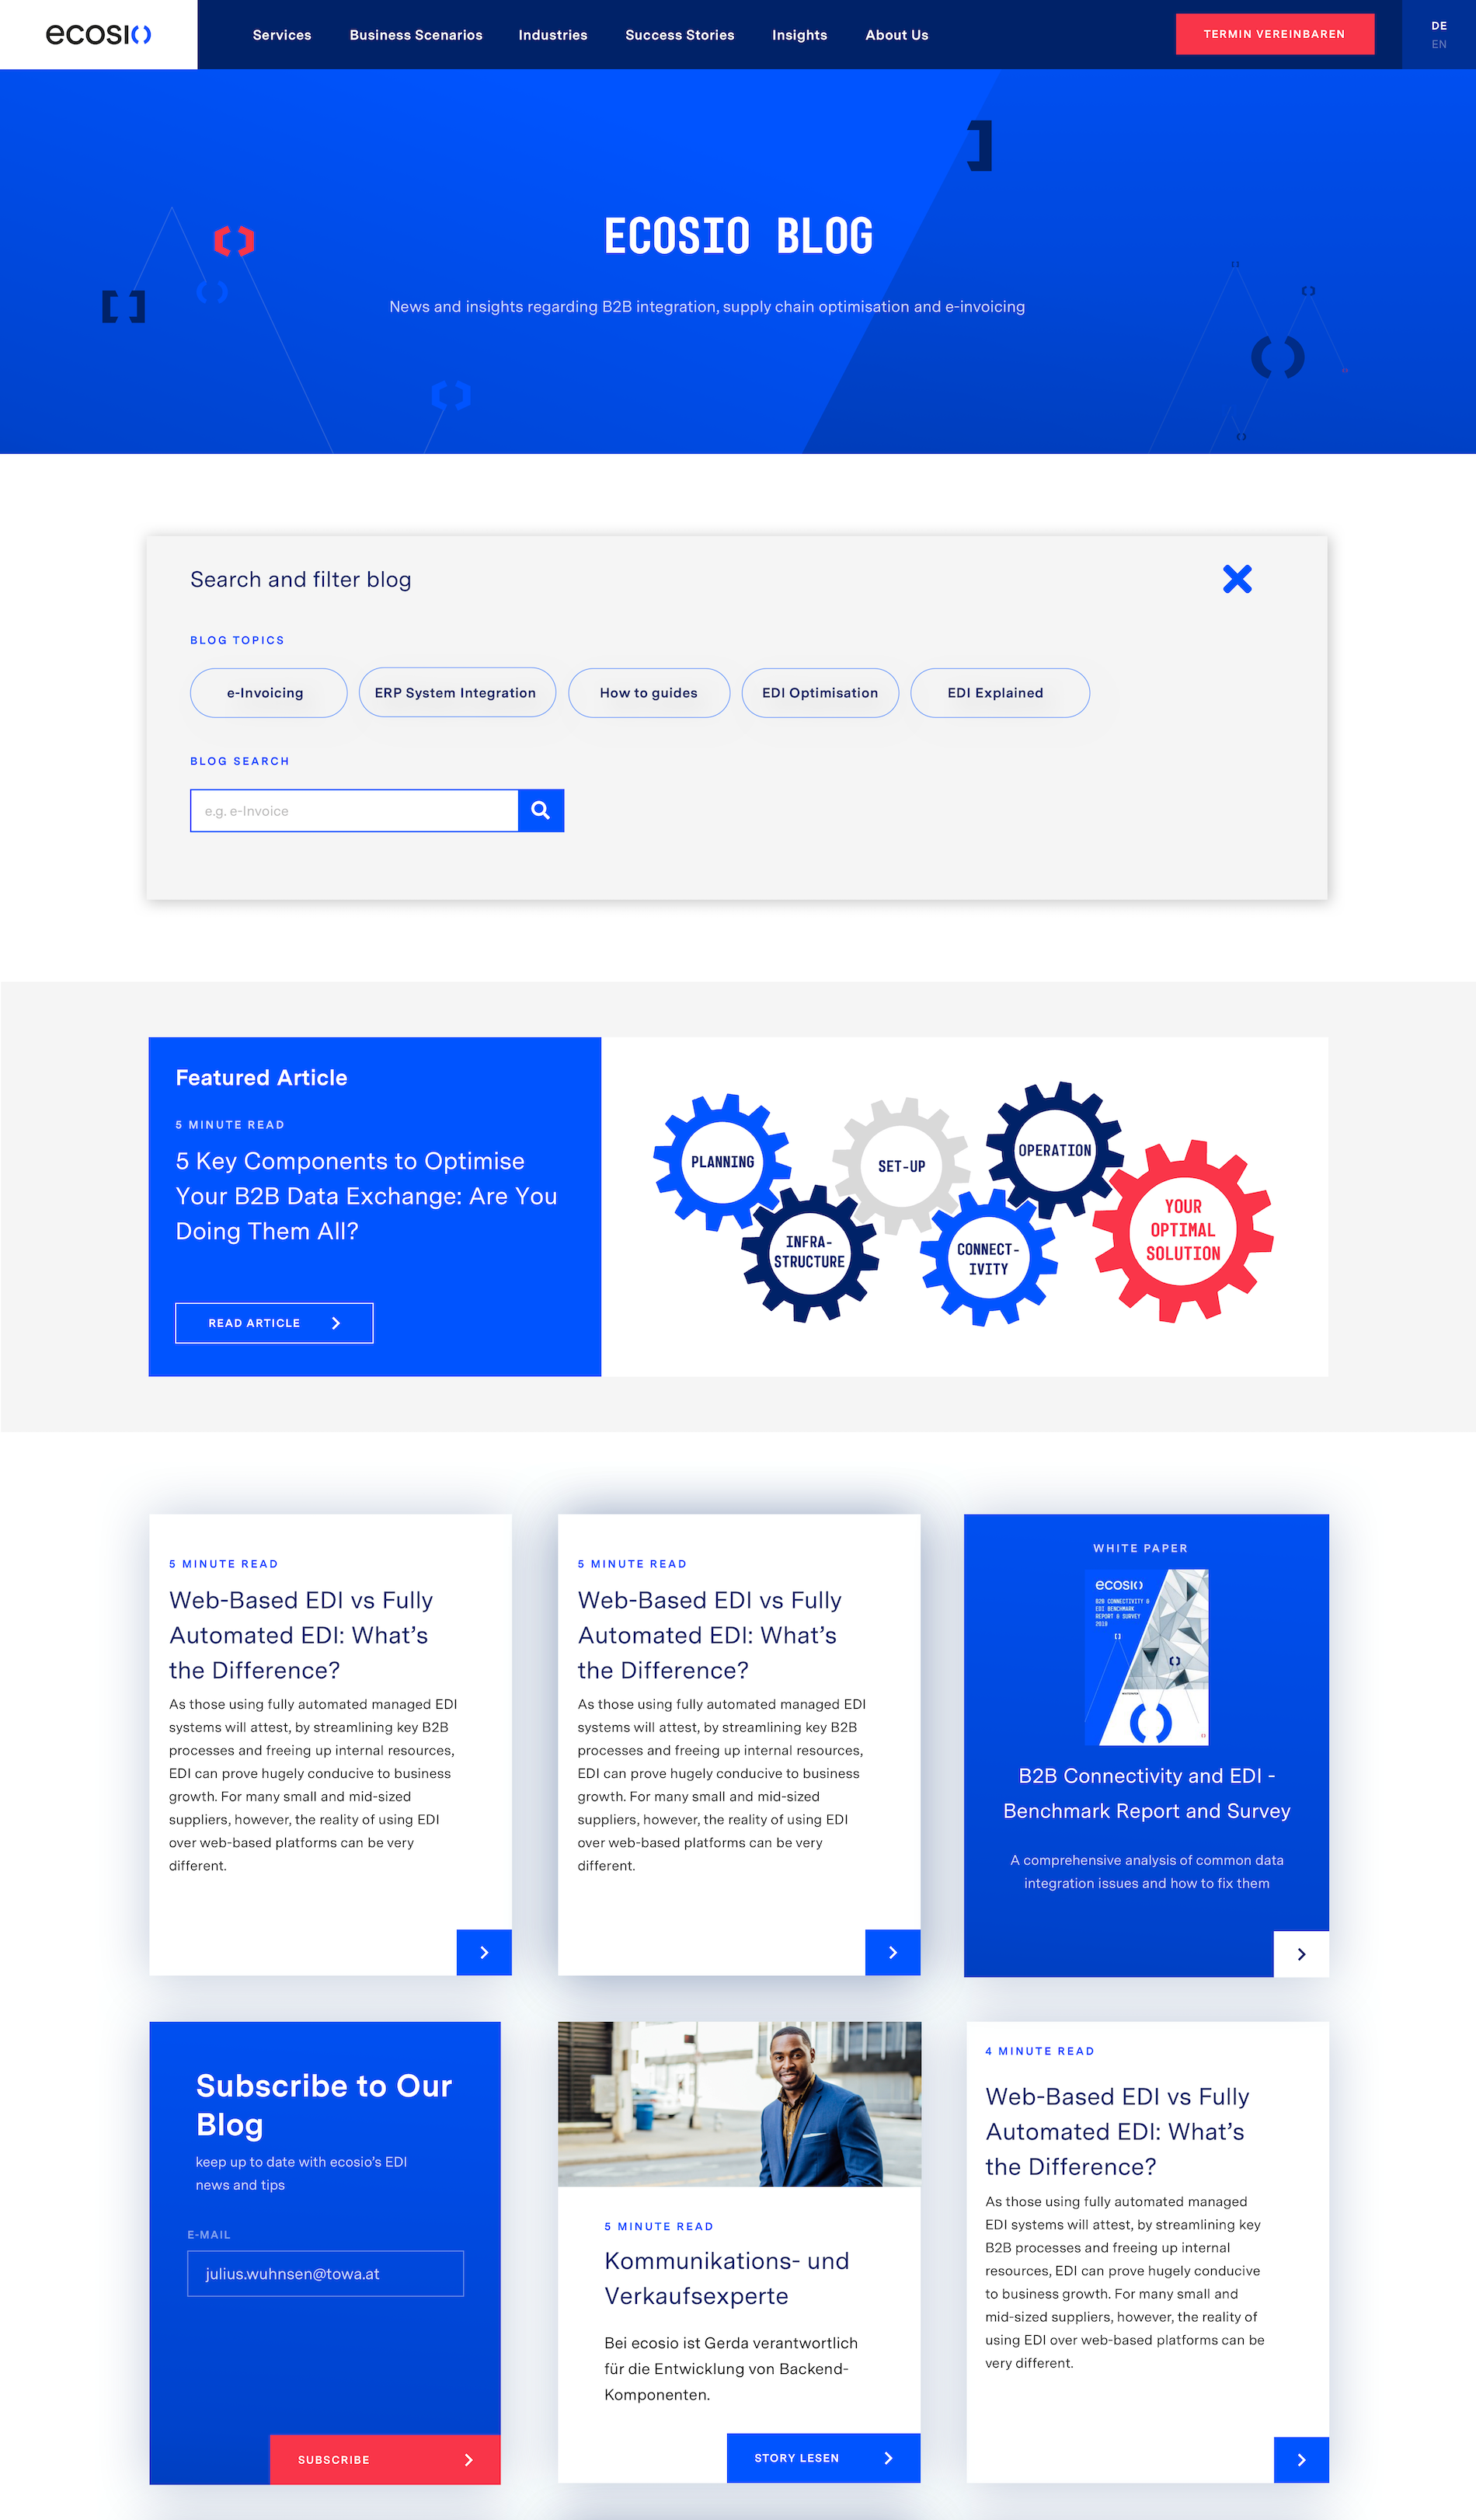 ecosio
Services Business Scenarios Industries Success Stories Insights About Us
TERMIN VEREINBAREN
DE
EN
ECOSIO BLOG
News and insights regarding B2B integration, supply chain optimisation and e-invoicing
Search and filter blog
BLOG TOPICS
e-Invoicing ERP System Integration How to guides EDI Optimisation EDI Explained
BLOG SEARCH
e.g. e-Invoice
Featured Article
5 MINUTE READ
5 Key Components to Optimise
Your B2B Data Exchange: Are You
Doing Them All?
READ ARTICLE
PLANNING
INFRA-
STRUCTURE
SET-UP
CONNECT-
IVITY
OPERATION
YOUR
OPTIMAL
SOLUTION
5 MINUTE READ
Web-Based EDI vs Fully
Automated EDI: What's
the Difference?
As those using fully automated managed EDI
systems will attest, by streamlining key B2B
processes and freeing up internal resources,
EDI can prove hugely conducive to business
growth. For many small and mid-sized
suppliers, however, the reality of using EDI
over web-based platforms can be very
different.
5 MINUTE READ
Web-Based EDI vs Fully
Automated EDI: What's
the Difference?
As those using fully automated managed EDI
systems will attest, by streamlining key B2B
processes and freeing up internal resources,
EDI can prove hugely conducive to business
growth. For many small and mid-sized
suppliers, however, the reality of using EDI
over web-based platforms can be very
different.
WHITE PAPER
ecosio
B2B CONNECTIVITY &
EDI BENCHMARK
REPORT & SURVEY
2019
B2B Connectivity and EDI -
Benchmark Report and Survey
A comprehensive analysis of common data
integration issues and how to fix them
Subscribe to Our
Blog
keep up to date with ecosio's EDI
news and tips
E-MAIL
julius.wuhnsen@towa.at
SUBSCRIBE
5 MINUTE READ
Kommunikations- und
Verkaufsexperte
Bei ecosio ist Gerda verantwortlich
für die Entwicklung von Backend-
Komponenten.
STORY LESEN
4 MINUTE READ
Web-Based EDI vs Fully
Automated EDI: What's
the Difference?
As those using fully automated managed
EDI systems will attest, by streamlining key
B2B processes and freeing up internal
resources, EDI can prove hugely conducive
to business growth. For many small and
mid-sized suppliers, however, the reality of
using EDI over web-based platforms can be
very different.